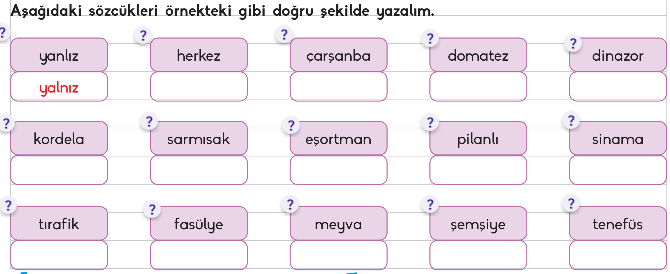 Aşağıdaki sözcükleri örnekteki gibi doğru şekilde yazalım.
? ? ? ? ?
yanlız herkez çarşanba domatez dinazor
yalnız
? ? ? ? ?
kordela sarmısak eşortman pilanlı sinama
? ? ? ? ?
tırafik fasülye meyva şemşiye tenefüs